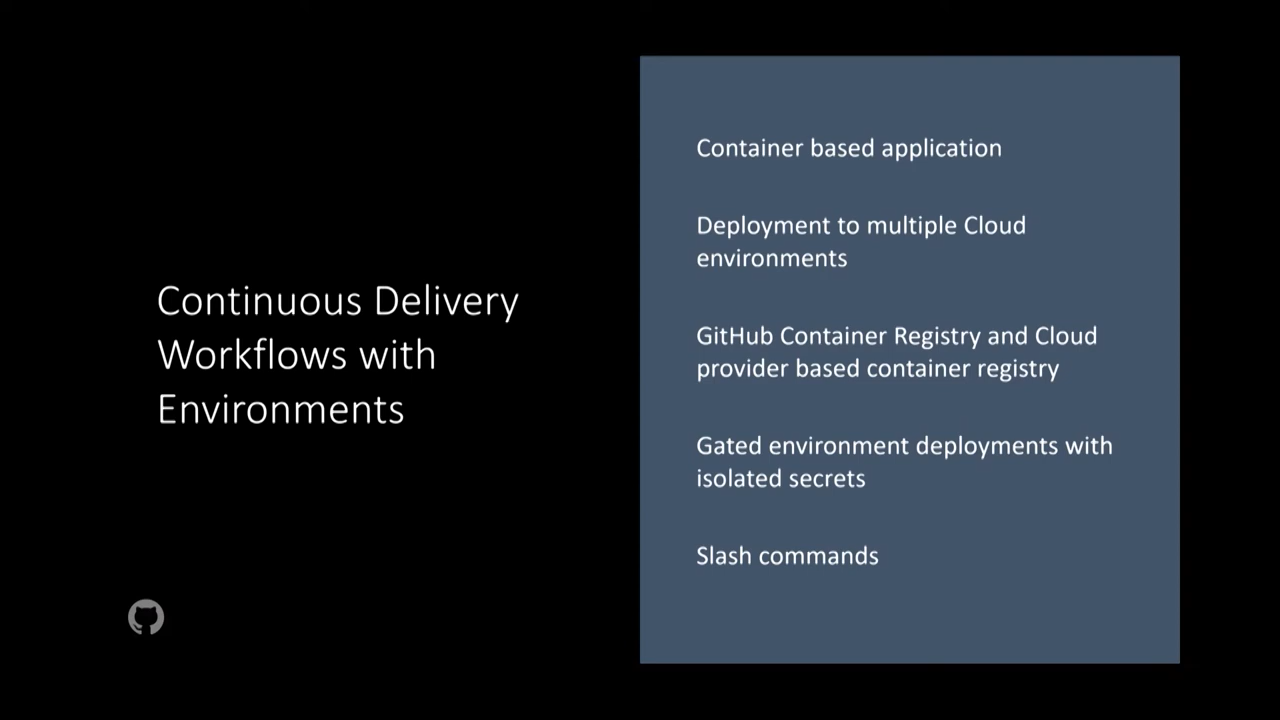 Continuous Delivery
Workflows with
Environments
Container based application
Deployment to multiple Cloud
environments
GitHub Container Registry and Cloud
provider based container registry
Gated environment deployments with
isolated secrets
Slash commands